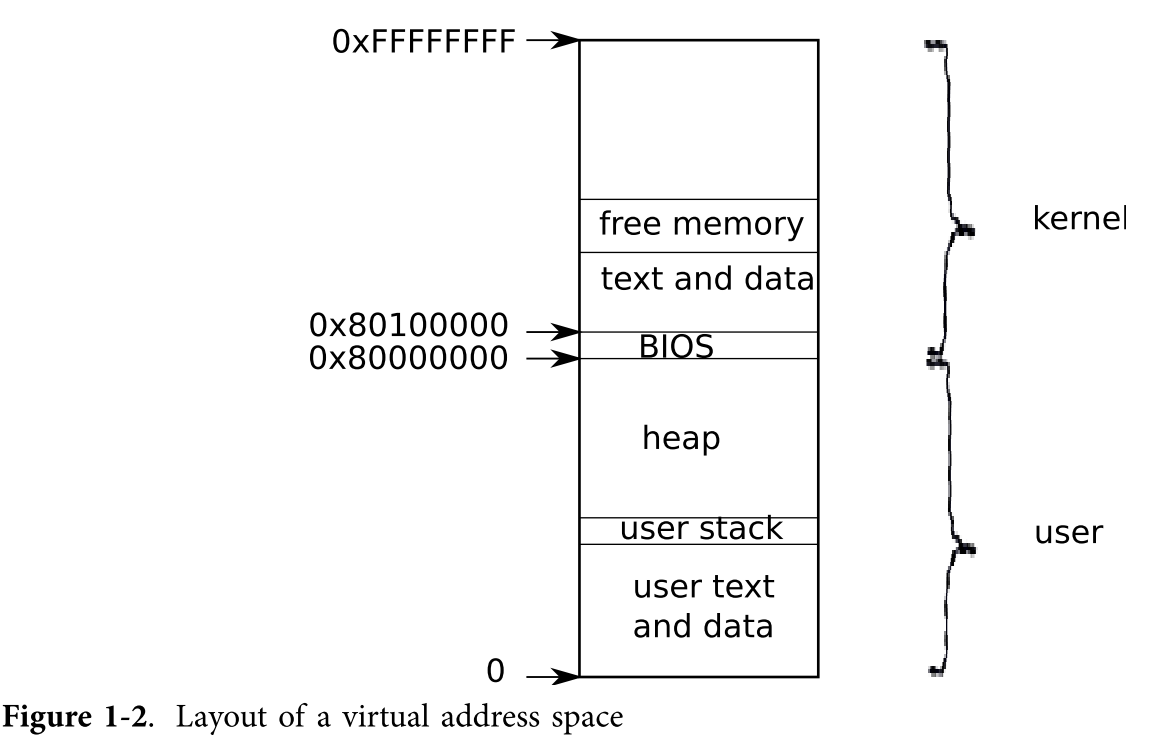 0xFFFFFFFF
free memory
kernel
text and data
0x80100000
BIOS
0x80000000
heap
user stack
user
user text
and data
0
Figure 1-2. Layout of a virtual address space